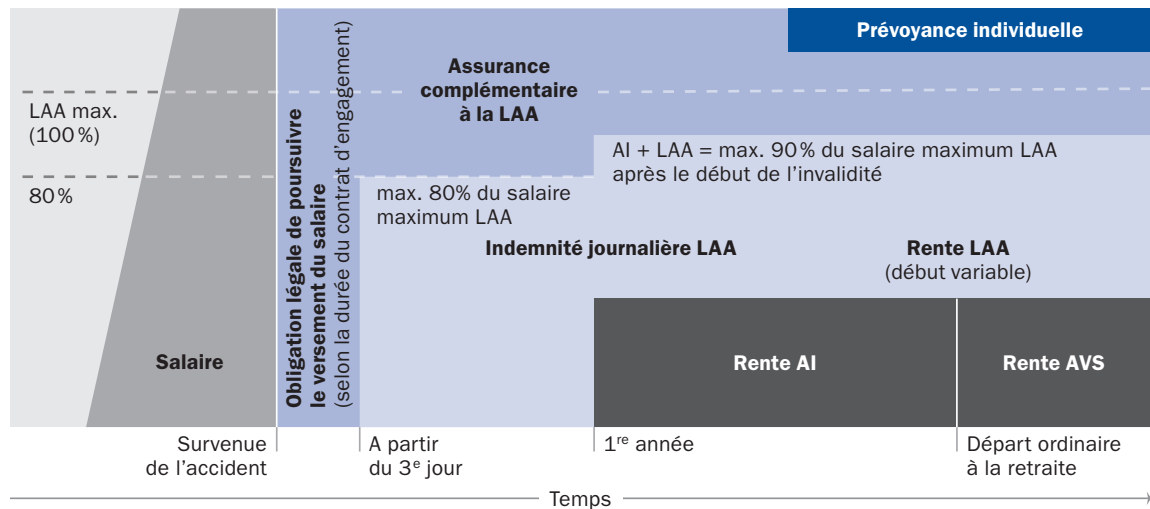 Prévoyance individuelle
Assurance
complémentaire
à la LAA
LAA max.
(100 %)
80 %
Obligation légale de poursuivre
le versement du salaire
(selon la durée du contrat d’engagement)
AI + LAA = max. 90 % du salaire maximum LAA
après le début de l’invalidité
max. 80% du salaire
maximum LAA
Indemnité journalière LAA
Rente LAA
(début variable)
Salaire
Rente AI
Rente AVS
Survenue
de l’accident
A partir
du 3e jour
1re année
Départ ordinaire
à la retraite
Temps